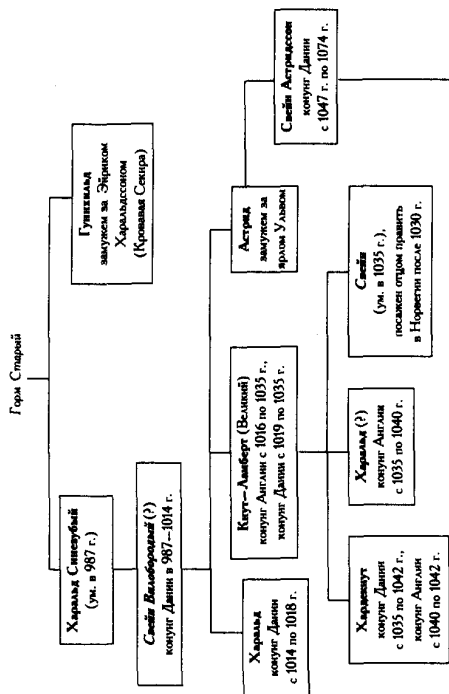 Горм Старый
Харальд Синезубый
(ум. в 987 г.)
Гунхильд
замужем за Эйриком
Харальдссоном
(Кровавая Секира)
Свейн Вилобородый (?)
конунг Дании в 987—1014 г.
Харальд
конунг Дании
с 1014 по 1018 г.
Кнут—Ламберт (Великий)
конунг Англии с 1016 по 1035 г.,
конунг Дании с 1019 по 1035 г.
Астрид
замужем за
ярлом Ульвом
Свейн Астридссон
конунг Дании
с 1047 г. по 1074 г.
Хардекнут
конунг Дании
с 1035 по 1042 г.,
конунг Англии
с 1040 по 1042 г.
Харальд (?)
конунг Англии
с 1035 по 1040 г.
Свейн
(ум. в 1035 г.),
посажен отцом править
в Норвегии после 1030 г.